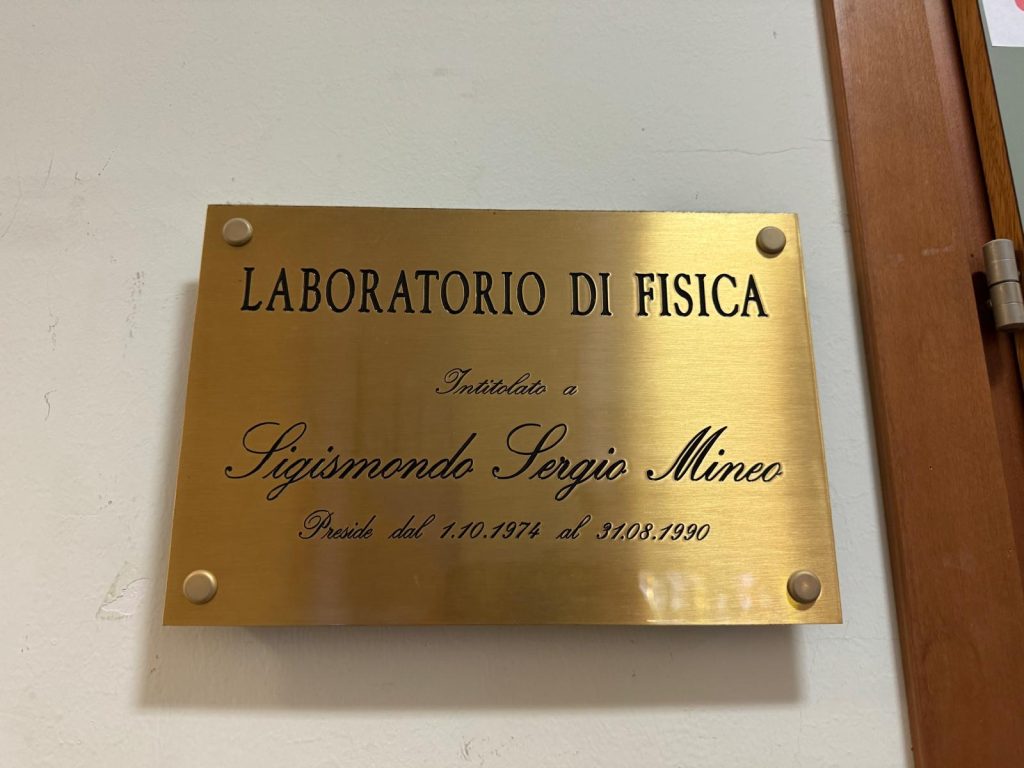 LABORATORIO DI FISICA
Intitolato a
Sigismondo Sergio Mineo
Preside dal 1.10.1974 al 31.08.1990